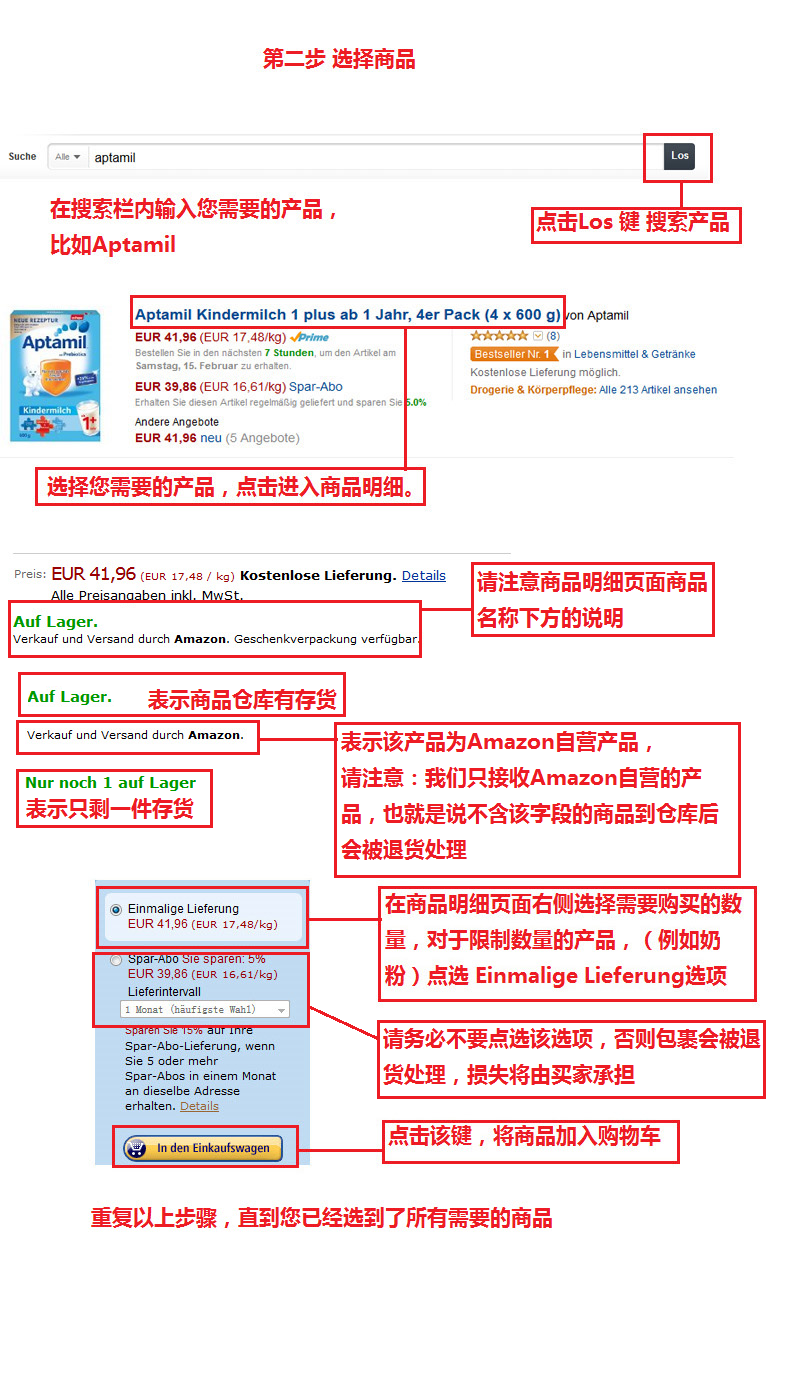 第二步 选择商品
Suche Alle aptamil Los
在搜索栏内输入您需要的产品，
比如Aptamil
点击Los 键 搜索产品
NEUE REZEPTUR
Aptamil
Kindermilch
1+
Aptamil Kindermilch 1 plus ab 1 Jahr, 4er Pack (4 x 600 g) von Aptamil
EUR 41,96 (EUR 17,48/kg) Prime
Bestellen Sie in den nächsten 7 Stunden, um den Artikel am
Samstag, 15. Februar zu erhalten.
EUR 39,86 (EUR 16,61/kg) Spar-Abo
Erhalten Sie diesen Artikel regelmäßig geliefert und sparen Sie 5.0%
Andere Angebote
EUR 41,96 neu (5 Angebote)
(8)
Bestseller Nr. 1 in Lebensmittel & Getränke
Kostenlose Lieferung möglich.
Drogerie & Körperpflege: Alle 213 Artikel ansehen
选择您需要的产品，点击进入商品明细。
Preis: EUR 41,96 (EUR 17,48 / kg) Kostenlose Lieferung. Details
Alle Preisangaben inkl. MwSt.
Auf Lager.
Verkauf und Versand durch Amazon. Geschenkverpackung verfügbar.
请注意商品明细页面商品
名称下方的说明
Auf Lager. 表示商品仓库有存货
Verkauf und Versand durch Amazon.
表示该产品为Amazon自营产品，
请注意：我们只接收Amazon自营的产
品，也就是说不含该字段的商品到仓库后
会被退货处理
Nur noch 1 auf Lager
表示只剩一件存货
Einmalige Lieferung
EUR 41,96 (EUR 17,48/kg)
在商品明细页面右侧选择需要购买的数
量，对于限制数量的产品，（例如奶
粉）点选 Einmalige Lieferung选项
Spar-Abo Sie sparen: 5%
EUR 39,86 (EUR 16,61/kg)
Lieferintervall
1 Monat (häufigste Wahl)
请务必不要点选该选项，否则包裹会被退
货处理，损失将由买家承担
Sparen Sie 15% auf Ihre
Spar-Abo-Lieferung, wenn
Sie 5 oder mehr
Spar-Abos in einem Monat
an dieselbe Adresse
erhalten. Details
In den Einkaufswagen
点击该键，将商品加入购物车
重复以上步骤，直到您已经选到了所有需要的商品